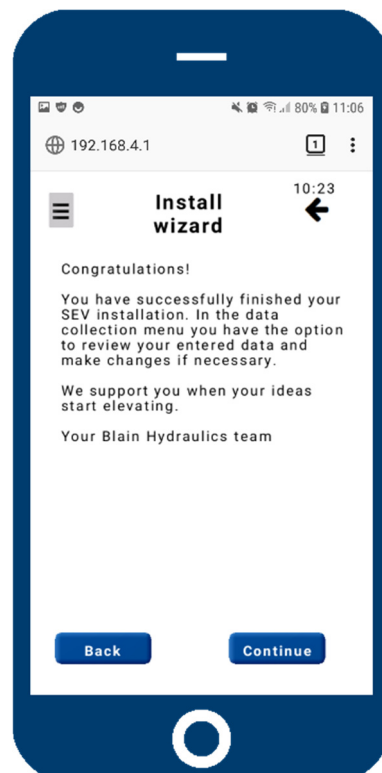 80% 11:06
192.168.4.1
1
10:23
Install
wizard
Congratulations!
You have successfully finished your
SEV installation. In the data
collection menu you have the option
to review your entered data and
make changes if necessary.
We support you when your ideas
start elevating.
Your Blain Hydraulics team
Back
Continue